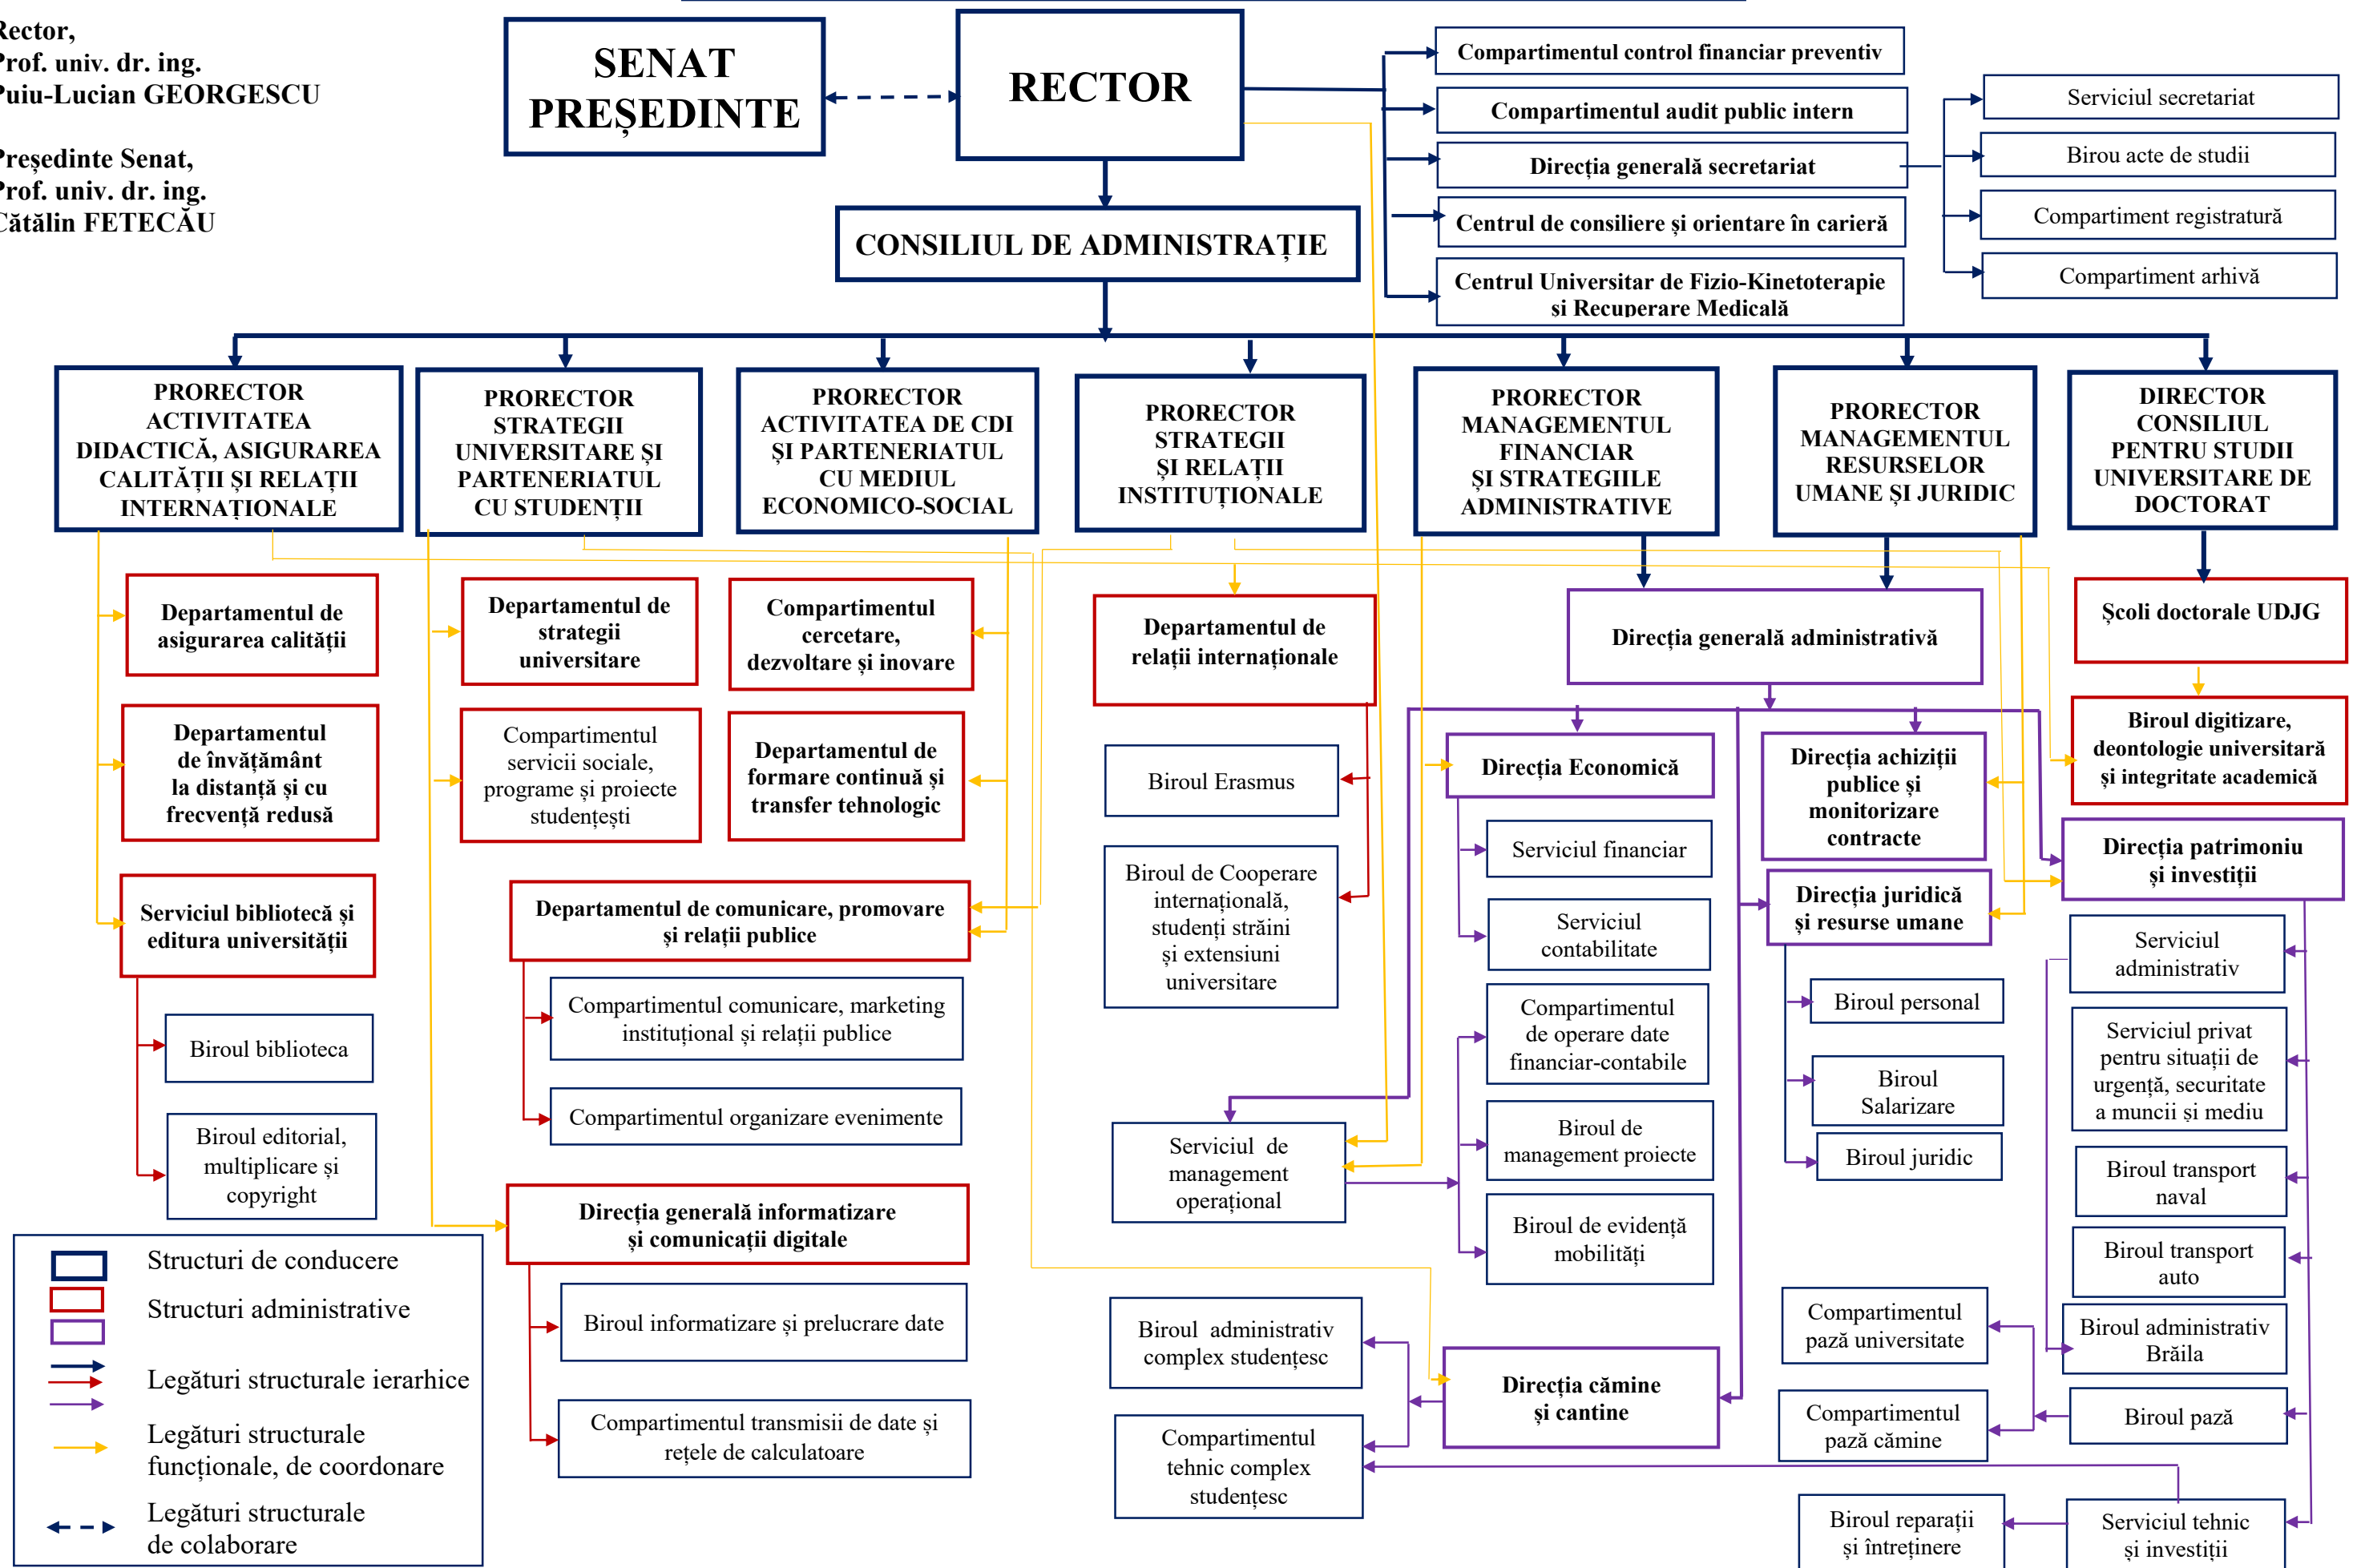 Rector,
Prof. univ. dr. ing.
Puiu-Lucian GEORGESCU
Președinte Senat,
Prof. univ. dr. ing.
Cătălin FETECĂU
SENAT
PREȘEDINTE
RECTOR
CONSILIUL DE ADMINISTRAȚIE
Compartimentul control financiar preventiv
Compartimentul audit public intern
Direcția generală secretariat
Centrul de consiliere și orientare în carieră
Centrul Universitar de Fizio-Kinetoterapie
și Recuperare Medicală
Serviciul secretariat
Birou acte de studii
Compartiment registratură
Compartiment arhivă
PRORECTOR
ACTIVITATEA
DIDACTICĂ, ASIGURAREA
CALITĂȚII ȘI RELAȚII
INTERNAȚIONALE
PRORECTOR
STRATEGII
UNIVERSITARE ȘI
PARTENERIATUL
CU STUDENȚII
PRORECTOR
ACTIVITATEA DE CDI
ȘI PARTENERIATUL
CU MEDIUL
ECONOMICO-SOCIAL
PRORECTOR
STRATEGII
ȘI RELAȚII
INSTITUȚIONALE
PRORECTOR
MANAGEMENTUL
FINANCIAR
ȘI STRATEGIILE
ADMINISTRATIVE
PRORECTOR
MANAGEMENTUL
RESURSELOR
UMANE ȘI JURIDIC
DIRECTOR
CONSILIUL
PENTRU STUDII
UNIVERSITARE DE
DOCTORAT
Departamentul de
asigurarea calității
Departamentul
de învățământ
la distanță și cu
frecvență redusă
Serviciul bibliotecă și
editura universității
Biroul biblioteca
Biroul editorial,
multiplicare și
copyright
Departamentul de
strategii
universitare
Compartimentul
servicii sociale,
programe și proiecte
studențești
Compartimentul
cercetare,
dezvoltare și inovare
Departamentul de
formare continuă și
transfer tehnologic
Departamentul de comunicare, promovare
și relații publice
Compartimentul comunicare, marketing
instituțional și relații publice
Compartimentul organizare evenimente
Direcția generală informatizare
și comunicații digitale
Biroul informatizare și prelucrare date
Compartimentul transmisii de date și
rețele de calculatoare
Departamentul de
relații internaționale
Biroul Erasmus
Biroul de Cooperare
internațională,
studenți străini
și extensiuni
universitare
Serviciul de
management
operațional
Biroul administrativ
complex studențesc
Compartimentul
tehnic complex
studențesc
Direcția generală administrativă
Direcția Economică
Serviciul financiar
Serviciul
contabilitate
Compartimentul
de operare date
financiar-contabile
Biroul de
management proiecte
Biroul de evidență
mobilități
Direcția cămine
și cantine
Direcția achiziții
publice și
monitorizare
contracte
Direcția juridică
și resurse umane
Biroul personal
Biroul
Salarizare
Biroul juridic
Compartimentul
pază universitate
Compartimentul
pază cămine
Biroul reparații
și întreținere
Școli doctorale UDJG
Biroul digitizare,
deontologie universitară
și integritate academică
Direcția patrimoniu
și investiții
Serviciul
administrativ
Serviciul privat
pentru situații de
urgență, securitate
a muncii și mediu
Biroul transport
naval
Biroul transport
auto
Biroul administrativ
Brăila
Biroul pază
Serviciul tehnic
și investiții
Structuri de conducere
Structuri administrative
Legături structurale ierarhice
Legături structurale
funcționale, de coordonare
Legături structurale
de colaborare